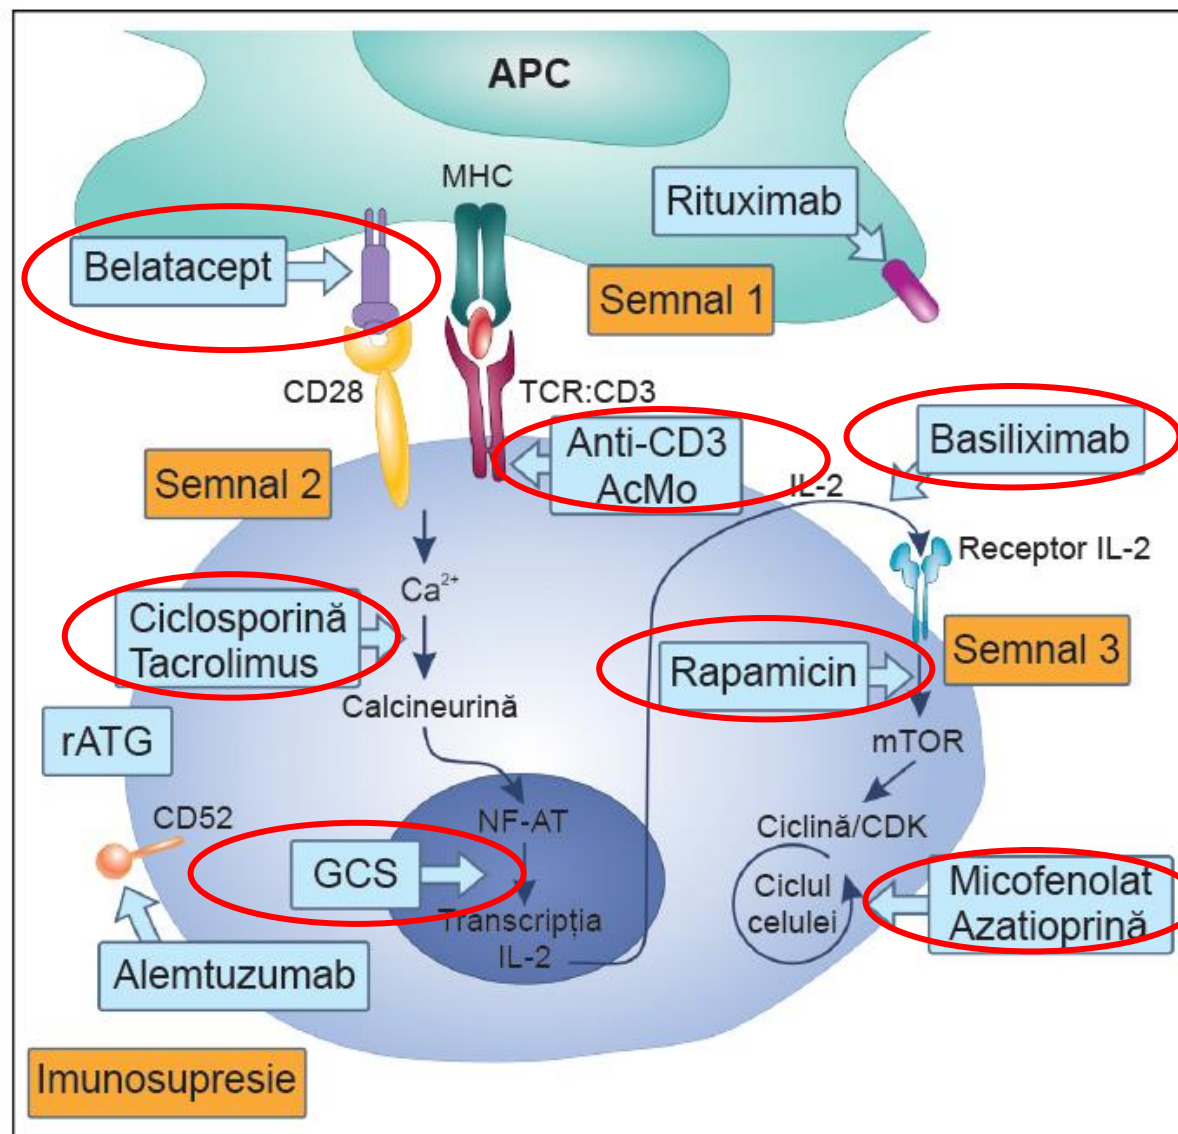 APC
MHC
Rituximab
Belatacept
Semnal 1
CD28
TCR:CD3
Anti-CD3
AcMo
Basiliximab
Semnal 2
IL-2
Receptor IL-2
Ca²⁺
Ciclosporină
Tacrolimus
Rapamicin
Semnal 3
Calcineurină
rATG
mTOR
CD52
NF-AT
Ciclină/CDK
GCS
Ciclul
celulei
Micofenolat
Azatioprină
Transcripția
IL-2
Alemtuzumab
Imunosupresie